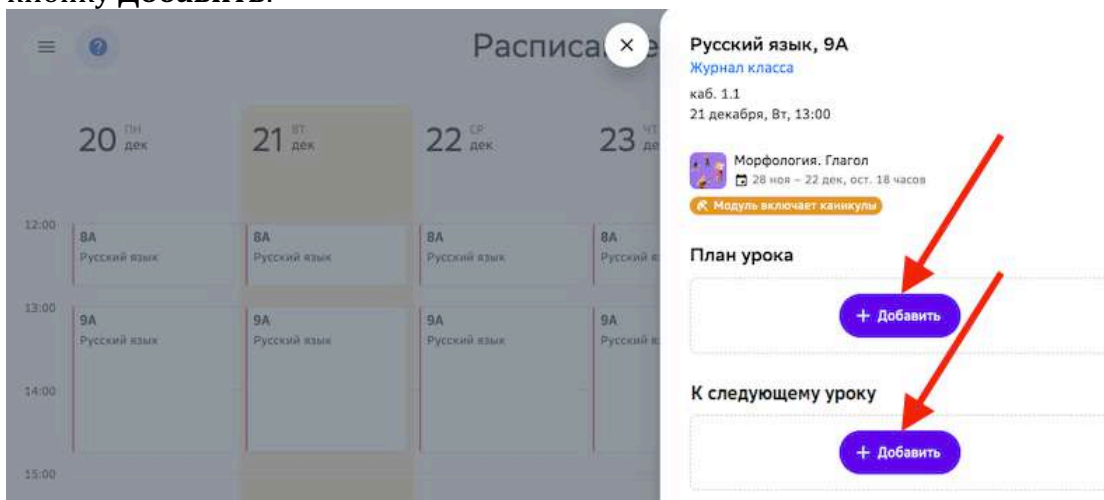 кнопку Добавить.
Расписа
Русский язык, 9А
Журнал класса
каб. 1.1
21 декабря, Вт, 13:00
20 ПН дек
21 ВТ дек
22 СР дек
23 ЧТ де
Морфология. Глагол
28 ноя – 22 дек, ост. 18 часов
Модуль включает каникулы
12:00
8А
Русский язык
8А
Русский язык
8А
Русский язык
8А
Русский я
План урока
+ Добавить
13:00
9А
Русский язык
9А
Русский язык
9А
Русский язык
9А
Русский я
14:00
К следующему уроку
+ Добавить
15:00